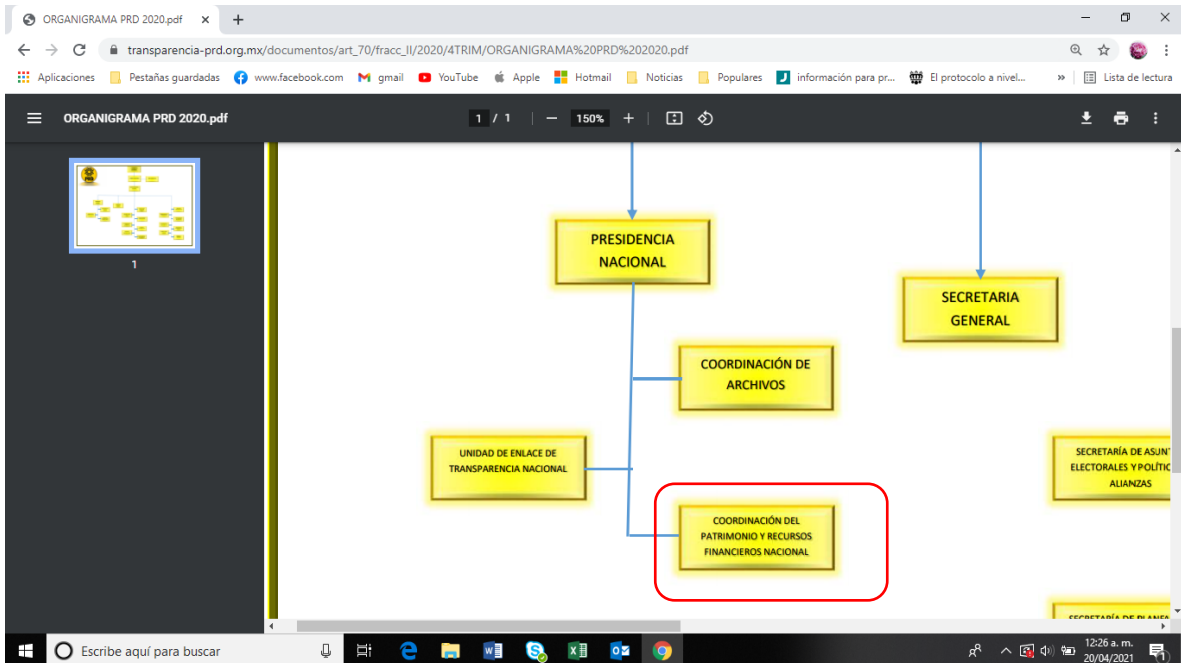 ORGANIGRAMA PRD 2020.pdf
transparencia-prd.org.mx/documentos/art_70/fracc_II/2020/4TRIM/ORGANIGRAMA%20PRD%202020.pdf
Aplicaciones Pestañas guardadas www.facebook.com gmail YouTube Apple Hotmail Noticias Populares información para pr... El protocolo a nivel... » Lista de lectura
ORGANIGRAMA PRD 2020.pdf 1 / 1 150%
1
PRESIDENCIA
NACIONAL
SECRETARIA
GENERAL
COORDINACIÓN DE
ARCHIVOS
UNIDAD DE ENLACE DE
TRANSPARENCIA NACIONAL
SECRETARÍA DE ASUN
ELECTORALES Y POLÍTIC
ALIANZAS
COORDINACIÓN DEL
PATRIMONIO Y RECURSOS
FINANCIEROS NACIONAL
Escribe aquí para buscar
12:26 a. m.
20/04/2021